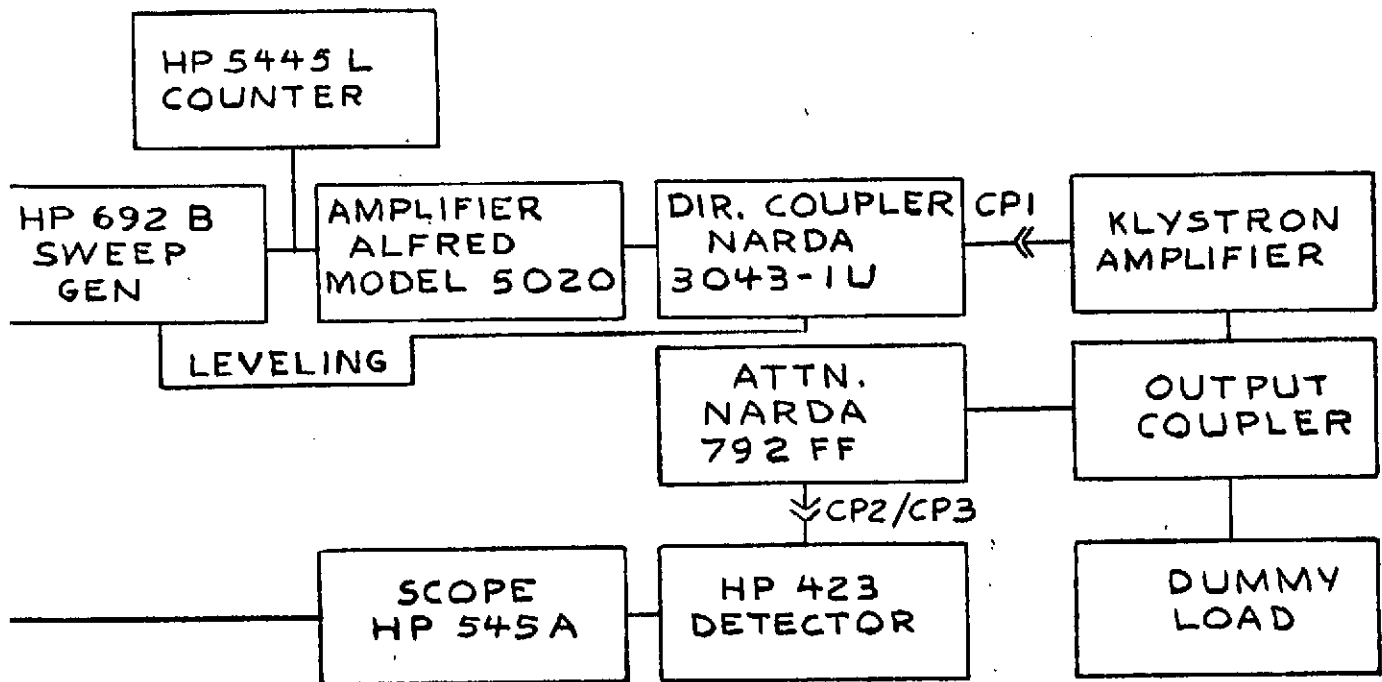 HP 5445 L
COUNTER
HP 692 B
SWEEP
GEN
AMPLIFIER
ALFRED
MODEL 5020
DIR. COUPLER
NARDA
3043-1U
CP1
KLYSTRON
AMPLIFIER
LEVELING
ATTN.
NARDA
792 FF
OUTPUT
COUPLER
CP2/CP3
SCOPE
HP 545A
HP 423
DETECTOR
DUMMY
LOAD